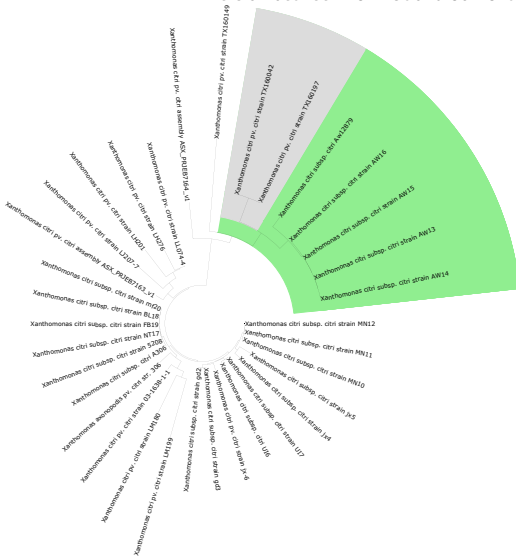 Xanthomonas citri pv. citri strain TX160149
Xanthomonas citri pv. citri strain TX160042
Xanthomonas citri pv. citri strain TX160197
Xanthomonas citri subsp. citri Aw12879
Xanthomonas citri subsp. citri strain AW16
Xanthomonas citri subsp. citri strain AW15
Xanthomonas citri subsp. citri strain AW13
Xanthomonas citri subsp. citri strain AW14
Xanthomonas citri subsp. citri strain MN12
Xanthomonas citri subsp. citri strain MN11
Xanthomonas citri subsp. citri strain MN10
Xanthomonas citri subsp. citri strain jx5
Xanthomonas citri subsp. citri strain jx4
Xanthomonas citri subsp. citri strain UI7
Xanthomonas citri subsp. citri UI6
Xanthomonas citri pv. citri strain jx-6
Xanthomonas citri subsp. citri strain gd3
Xanthomonas citri subsp. citri strain gd2
Xanthomonas citri pv. citri strain LM199
Xanthomonas citri pv. citri strain LM180
Xanthomonas citri pv. citri strain 03-1638-1-1
Xanthomonas axonopodis pv. citri str. 306
Xanthomonas citri subsp. citri A306
Xanthomonas citri subsp. citri strain 5208
Xanthomonas citri subsp. citri strain NT17
Xanthomonas citri subsp. citri strain FB19
Xanthomonas citri subsp. citri strain BL18
Xanthomonas citri subsp. citri strain mf20
Xanthomonas citri pv. citri assembly ASX_PRJEB7163_v1
Xanthomonas citri pv. citri strain LJ207-7
Xanthomonas citri pv. citri strain LH201
Xanthomonas citri pv. citri strain LH276
Xanthomonas citri pv. citri strain LL074-4
Xanthomonas citri pv. citri assembly ASX_PRJEB7164_v1